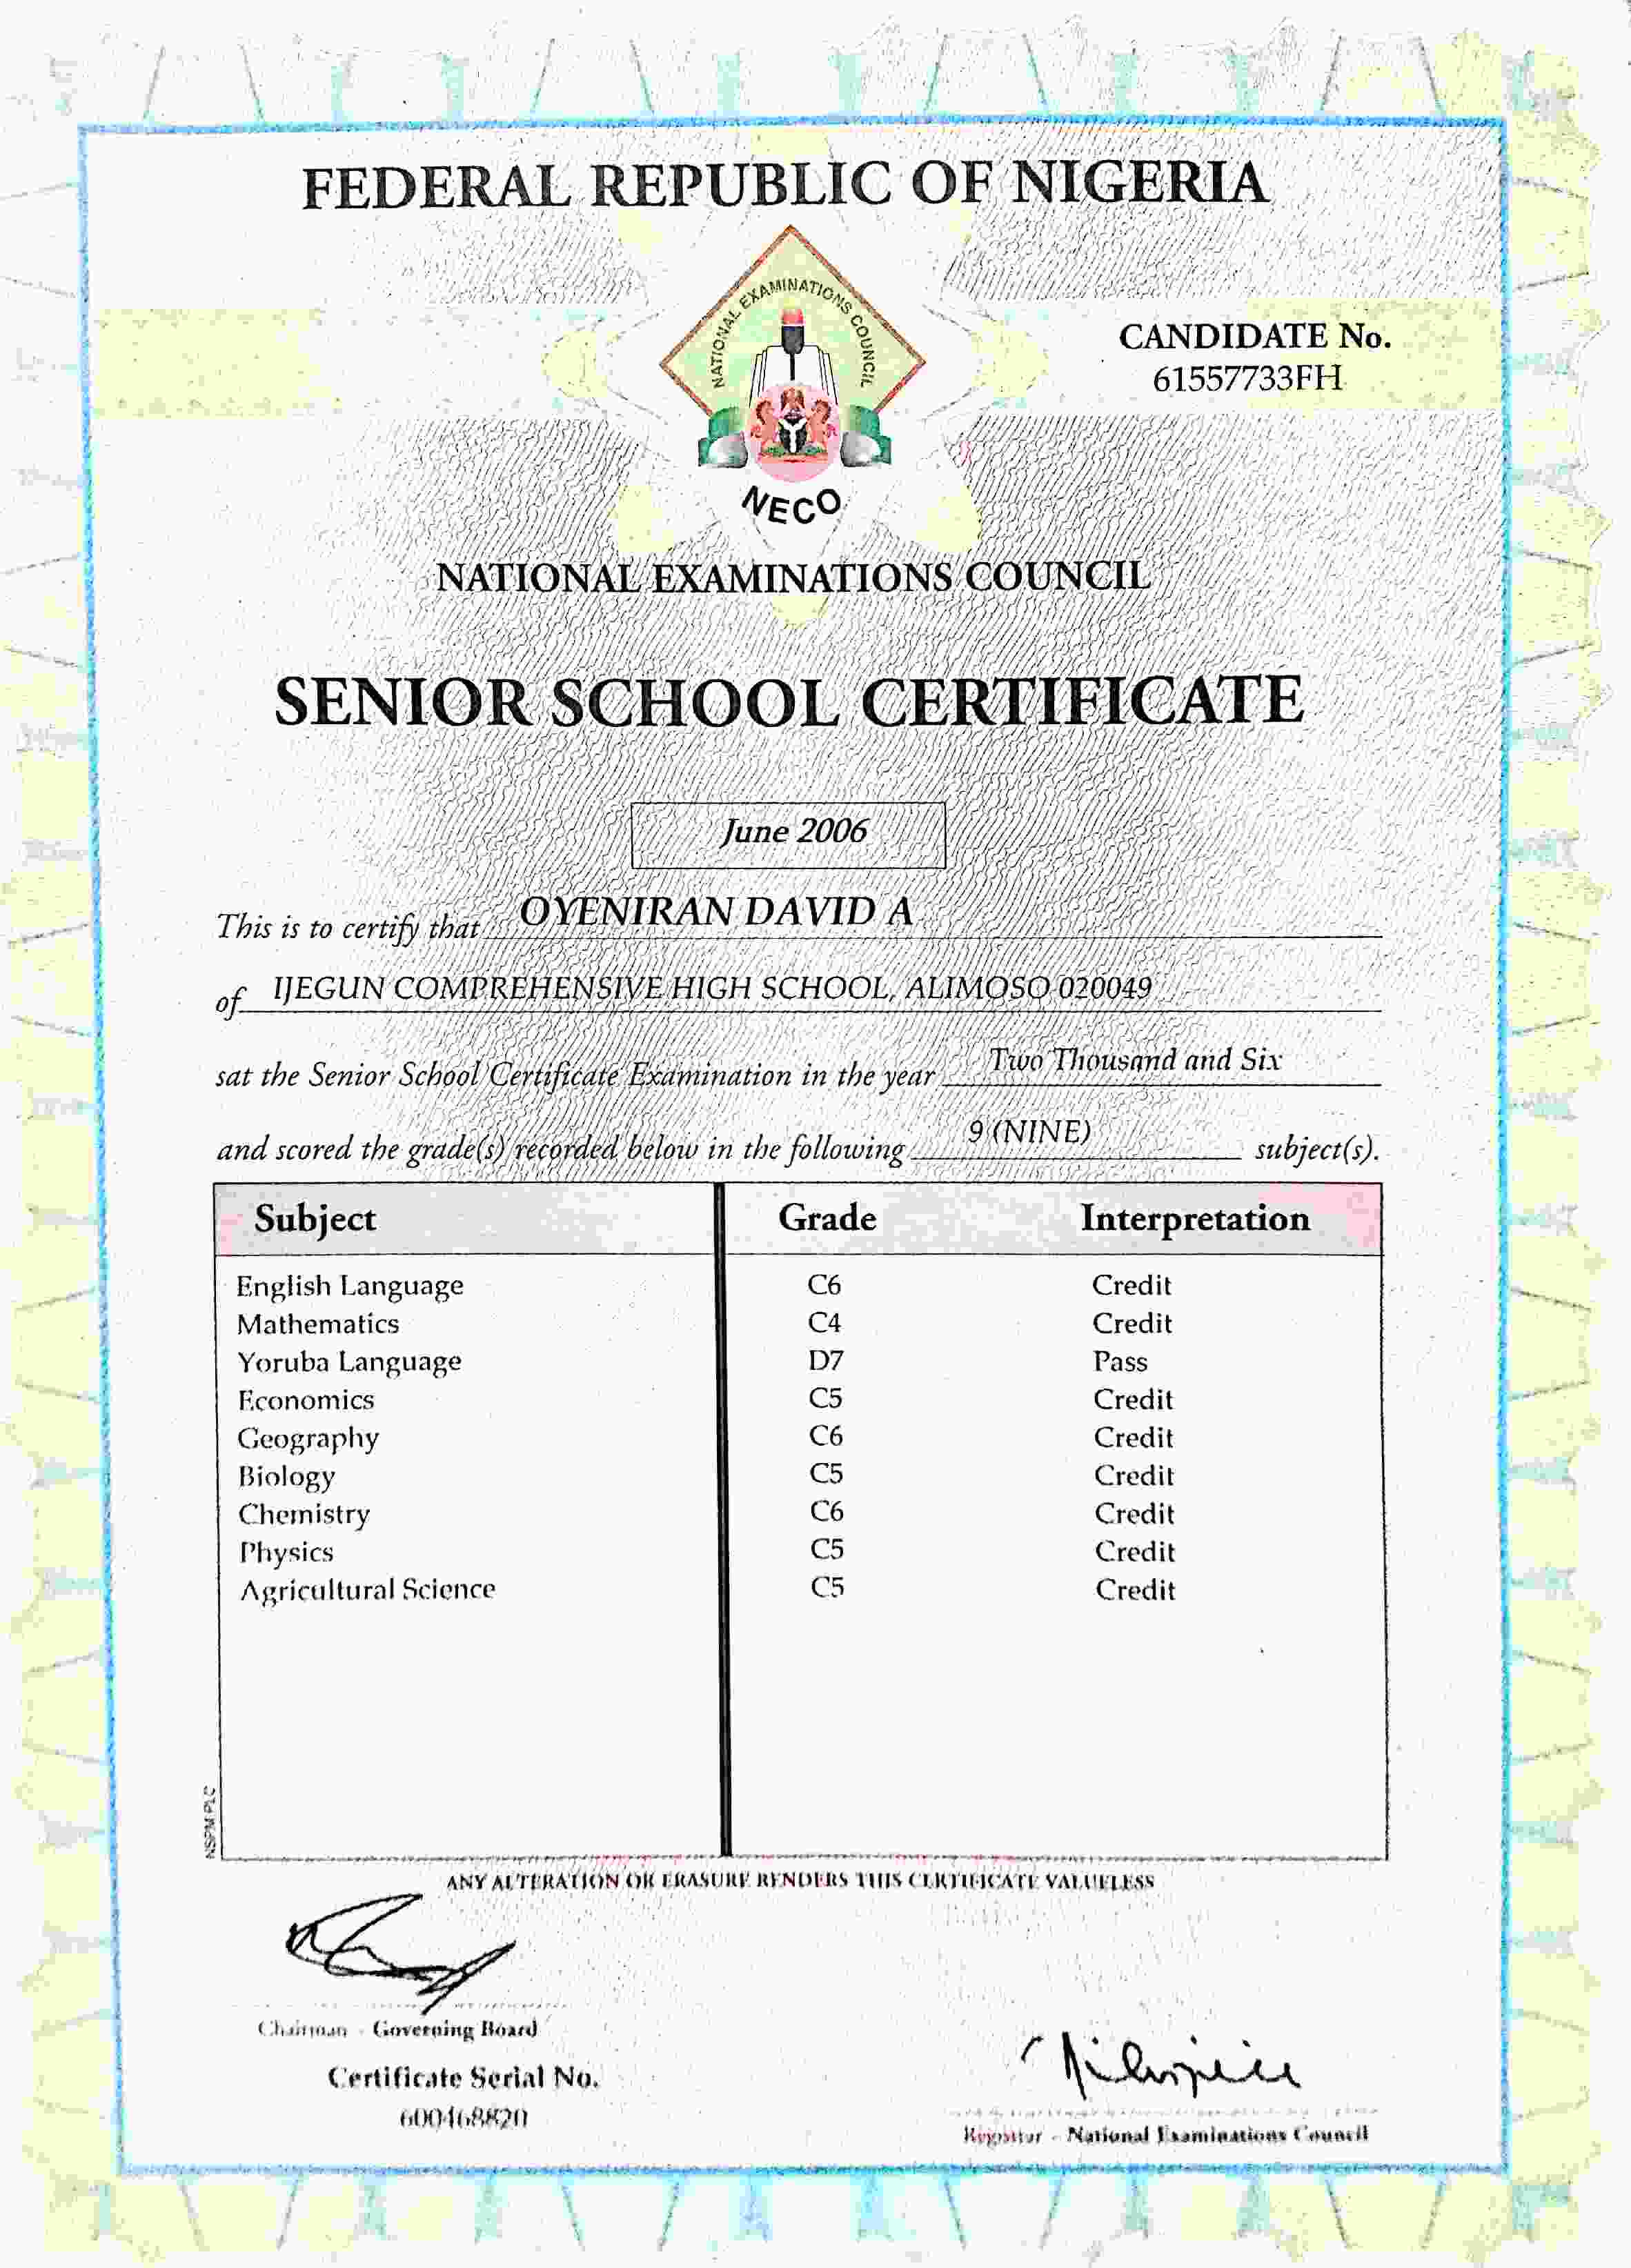 FEDERAL REPUBLIC OF NIGERIA
NATIONAL EXAMINATIONS COUNCIL
NECO
CANDIDATE No.
61557733FH
NATIONAL EXAMINATIONS COUNCIL
SENIOR SCHOOL CERTIFICATE
June 2006
This is to certify that OYENIRAN DAVID A
of IJEGUN COMPREHENSIVE HIGH SCHOOL, ALIMOSO 020049
sat the Senior School Certificate Examination in the year Two Thousand and Six
and scored the grade(s) recorded below in the following 9 (NINE) subject(s).
Subject Grade Interpretation
English Language C6 Credit
Mathematics C4 Credit
Yoruba Language D7 Pass
Economics C5 Credit
Geography C6 Credit
Biology C5 Credit
Chemistry C6 Credit
Physics C5 Credit
Agricultural Science C5 Credit
NSPM PLC
ANY ALTERATION OR ERASURE RENDERS THIS CERTIFICATE VALUELESS
Chairman - Governing Board
Certificate Serial No.
600468820
Registrar - National Examinations Council